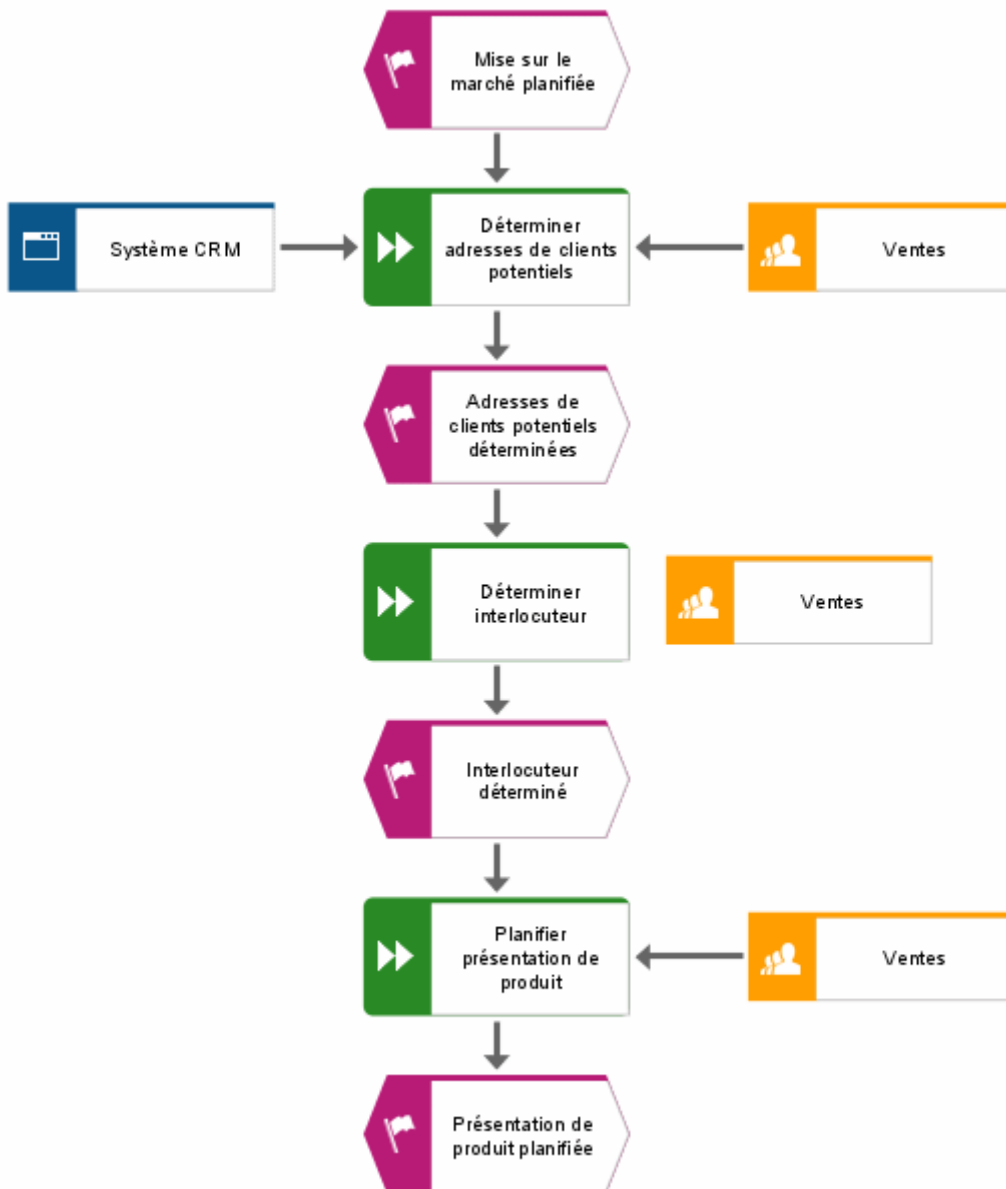 Mise sur le
marché planifiée
Système CRM
Déterminer
adresses de clients
potentiels
Ventes
Adresses de
clients potentiels
déterminées
Déterminer
interlocuteur
Ventes
Interlocuteur
déterminé
Planifier
présentation de
produit
Ventes
Présentation de
produit planifiée